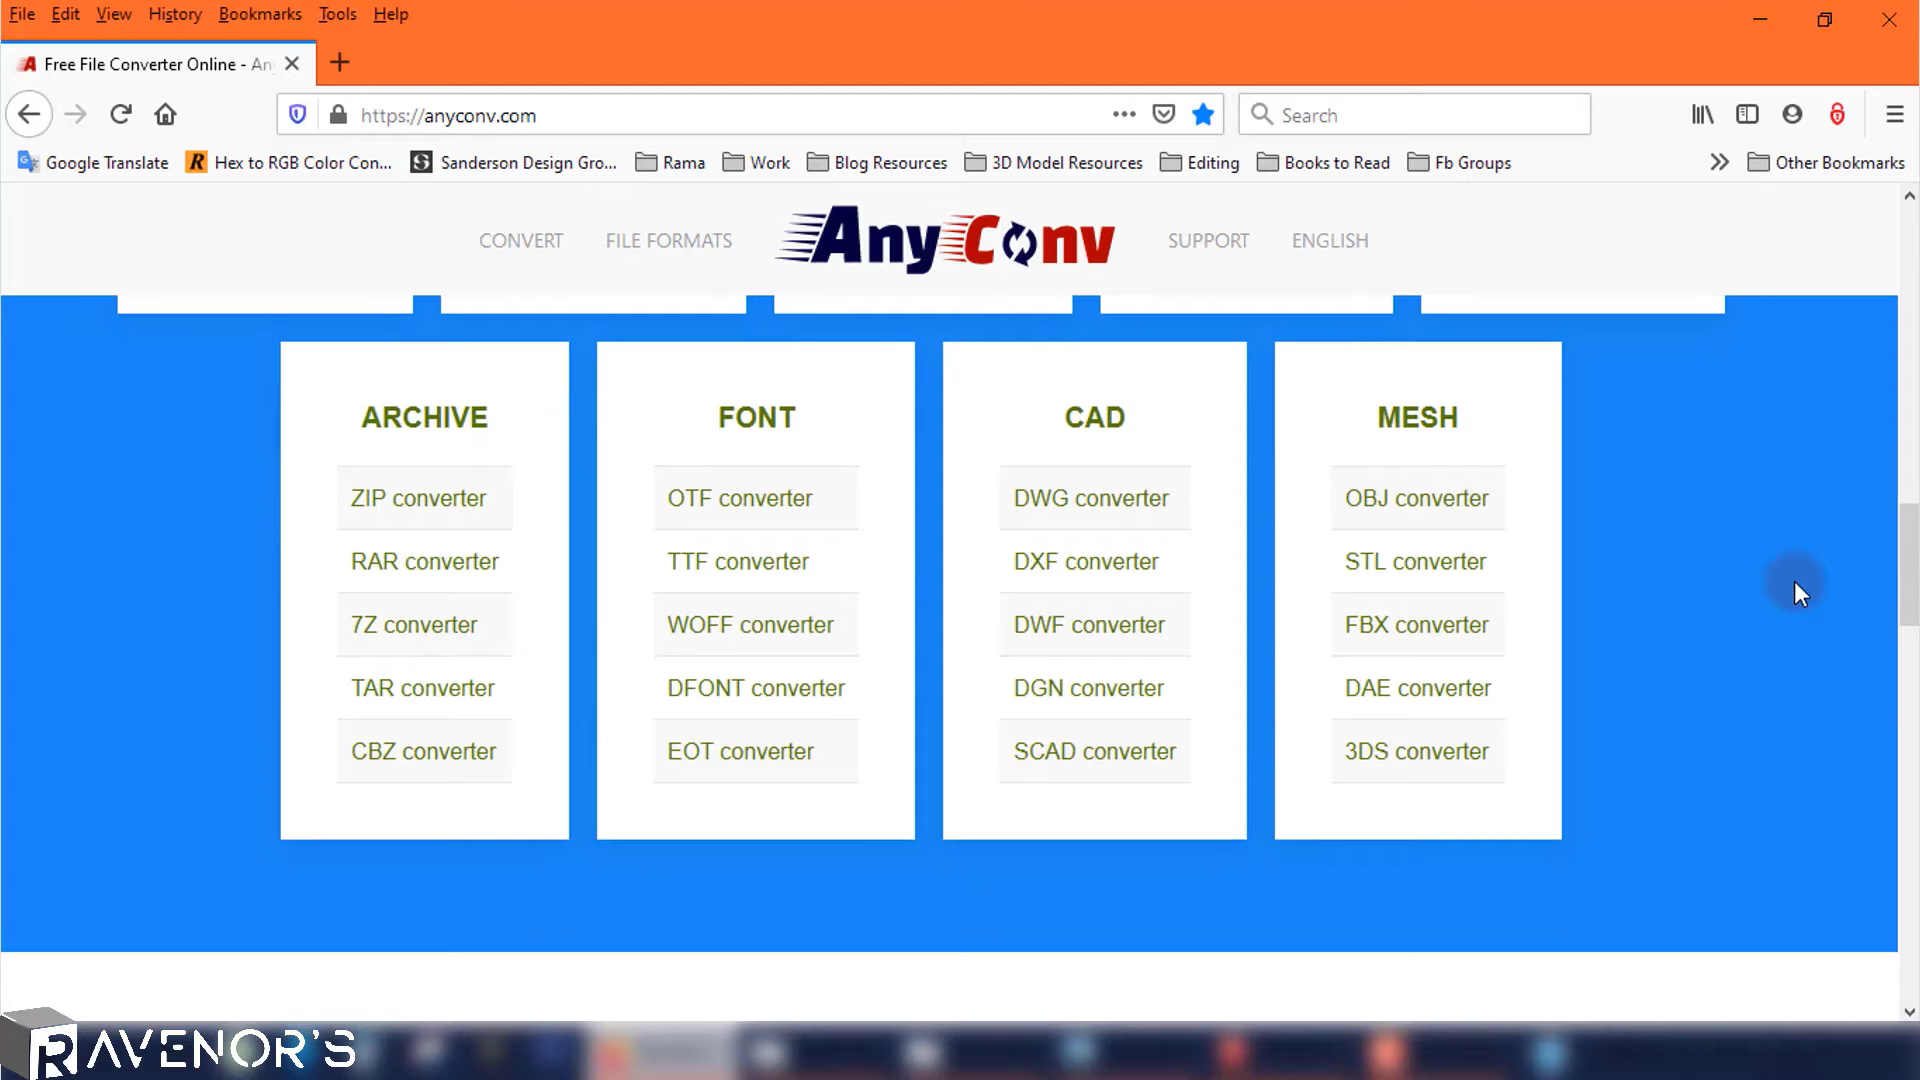 File Edit View History Bookmarks Tools Help
Free File Converter Online - An
https://anyconv.com
Search
Google Translate Hex to RGB Color Con... Sanderson Design Gro... Rama Work Blog Resources 3D Model Resources Editing Books to Read Fb Groups Other Bookmarks
CONVERT FILE FORMATS AnyConv SUPPORT ENGLISH
ARCHIVE
ZIP converter
RAR converter
7Z converter
TAR converter
CBZ converter
FONT
OTF converter
TTF converter
WOFF converter
DFONT converter
EOT converter
CAD
DWG converter
DXF converter
DWF converter
DGN converter
SCAD converter
MESH
OBJ converter
STL converter
FBX converter
DAE converter
3DS converter
RAVENOR'S